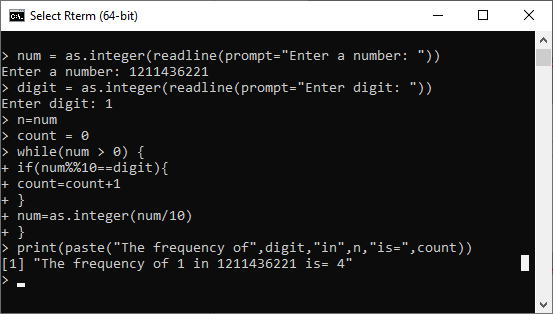 Select Rterm (64-bit)
> num = as.integer(readline(prompt="Enter a number: "))
Enter a number: 1211436221
> digit = as.integer(readline(prompt="Enter digit: "))
Enter digit: 1
> n=num
> count = 0
> while(num > 0) {
+ if(num%%10==digit){
+ count=count+1
+ }
+ num=as.integer(num/10)
+ }
> print(paste("The frequency of",digit,"in",n,"is=",count))
[1] "The frequency of 1 in 1211436221 is= 4"
>